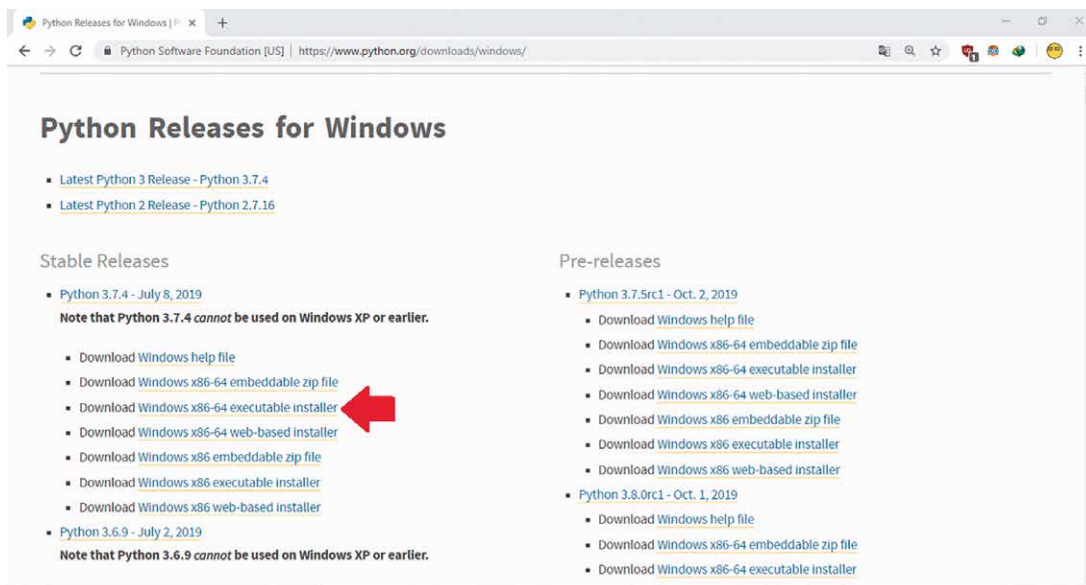 Python Releases for Windows | P
Python Software Foundation [US] | https://www.python.org/downloads/windows/
1
Python Releases for Windows
Latest Python 3 Release - Python 3.7.4
Latest Python 2 Release - Python 2.7.16
Stable Releases
Python 3.7.4 - July 8, 2019
Note that Python 3.7.4 cannot be used on Windows XP or earlier.
Download Windows help file
Download Windows x86-64 embeddable zip file
Download Windows x86-64 executable installer
Download Windows x86-64 web-based installer
Download Windows x86 embeddable zip file
Download Windows x86 executable installer
Download Windows x86 web-based installer
Python 3.6.9 - July 2, 2019
Note that Python 3.6.9 cannot be used on Windows XP or earlier.
Pre-releases
Python 3.7.5rc1 - Oct. 2, 2019
Download Windows help file
Download Windows x86-64 embeddable zip file
Download Windows x86-64 executable installer
Download Windows x86-64 web-based installer
Download Windows x86 embeddable zip file
Download Windows x86 executable installer
Download Windows x86 web-based installer
Python 3.8.0rc1 - Oct. 1, 2019
Download Windows help file
Download Windows x86-64 embeddable zip file
Download Windows x86-64 executable installer